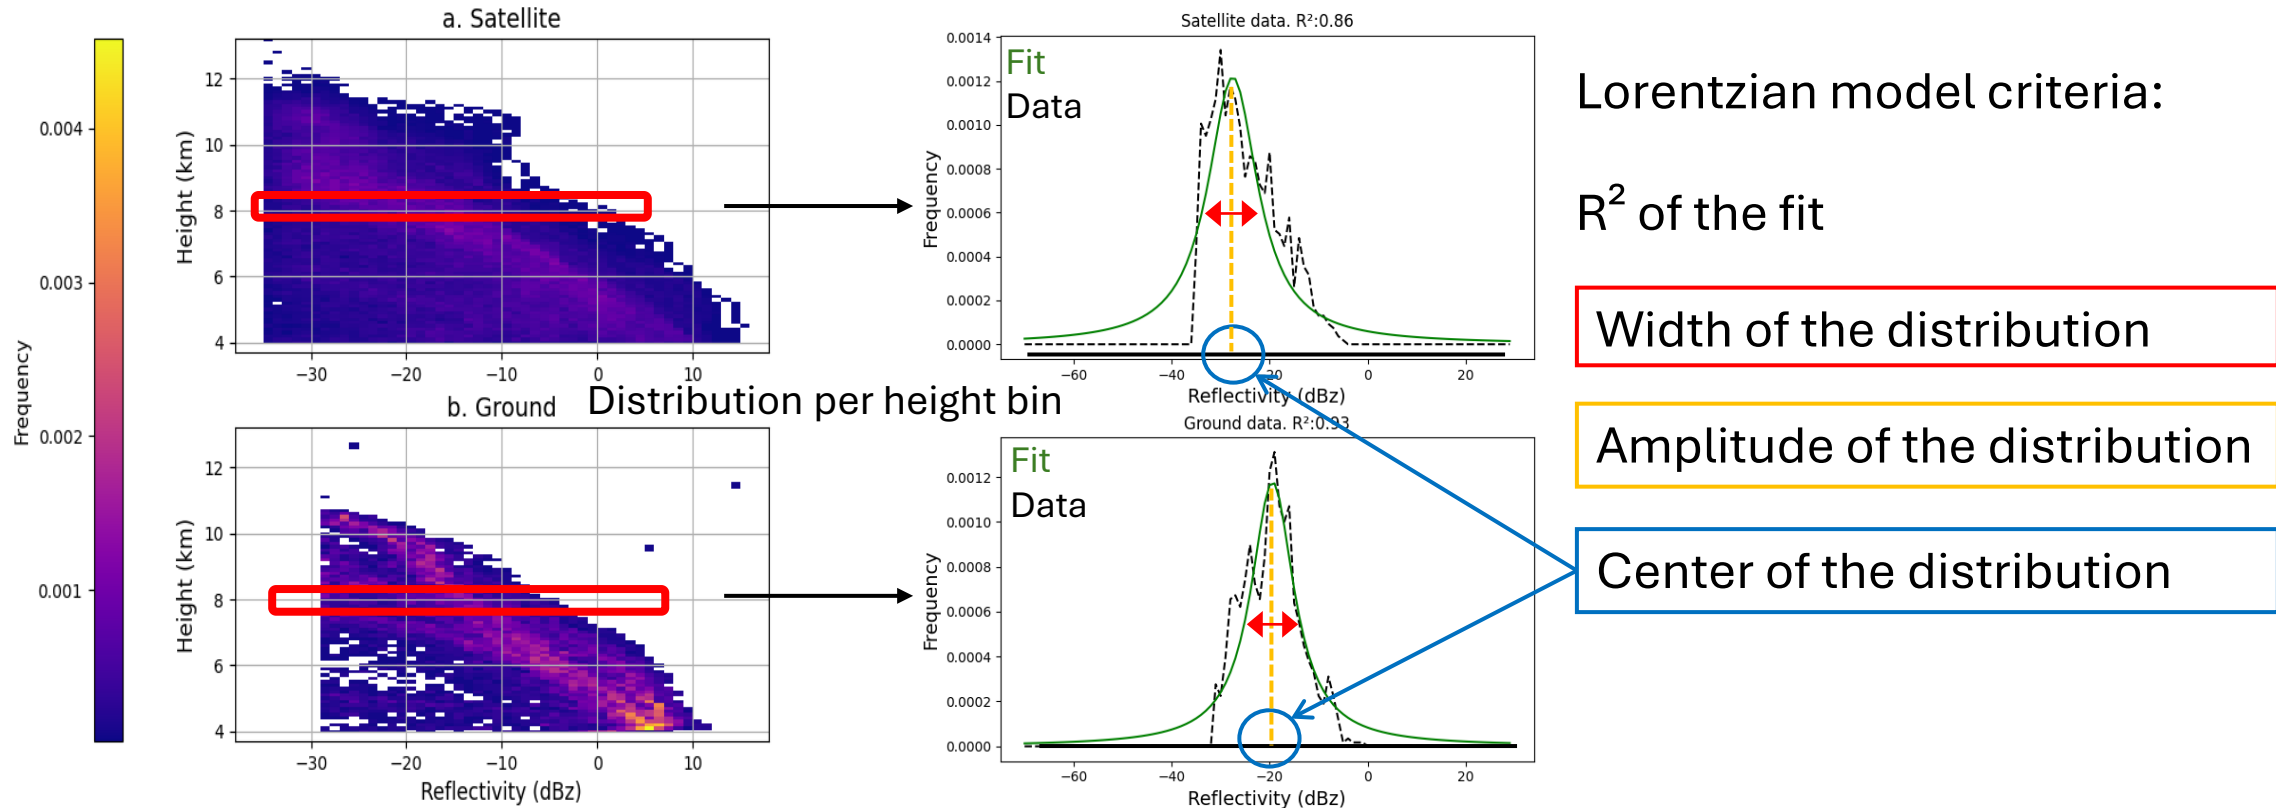 a. Satellite
Height (km)
12
10
8
6
4
−30
−20
−10
0
10
Frequency
0.004
0.003
0.002
0.001
b. Ground
Distribution per height bin
Height (km)
12
10
8
6
4
−30
−20
−10
0
10
Reflectivity (dBz)
Satellite data. R²:0.86
Fit
Data
Frequency
0.0014
0.0012
0.0010
0.0008
0.0006
0.0004
0.0002
0.0000
−60
−40
−20
0
20
Reflectivity (dBz)
Ground data. R²:0.93
Fit
Data
Frequency
0.0012
0.0010
0.0008
0.0006
0.0004
0.0002
0.0000
−60
−40
−20
0
20
Reflectivity (dBz)
Lorentzian model criteria:
R² of the fit
Width of the distribution
Amplitude of the distribution
Center of the distribution